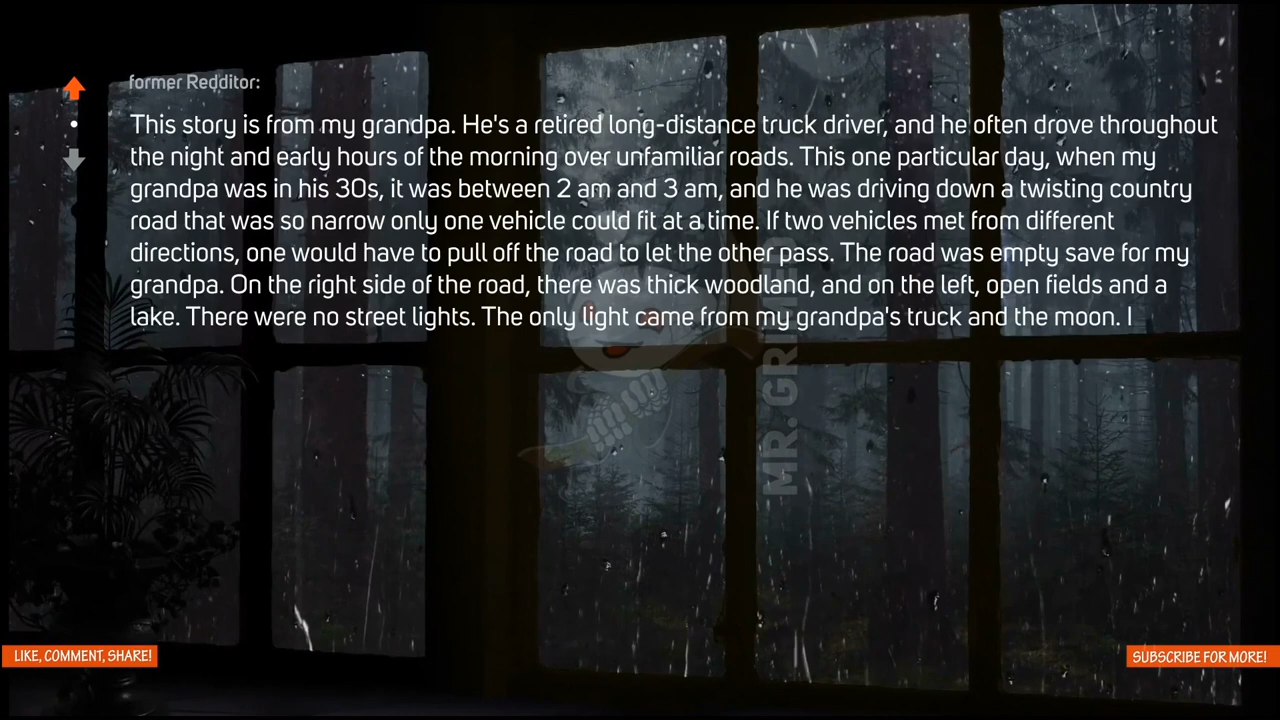 former Redditor:
This story is from my grandpa. He's a retired long-distance truck driver, and he often drove throughout
the night and early hours of the morning over unfamiliar roads. This one particular day, when my
grandpa was in his 30s, it was between 2 am and 3 am, and he was driving down a twisting country
road that was so narrow only one vehicle could fit at a time. If two vehicles met from different
directions, one would have to pull off the road to let the other pass. The road was empty save for my
grandpa. On the right side of the road, there was thick woodland, and on the left, open fields and a
lake. There were no street lights. The only light came from my grandpa's truck and the moon. I
MR. GRIMED
LIKE, COMMENT, SHARE!
SUBSCRIBE FOR MORE!